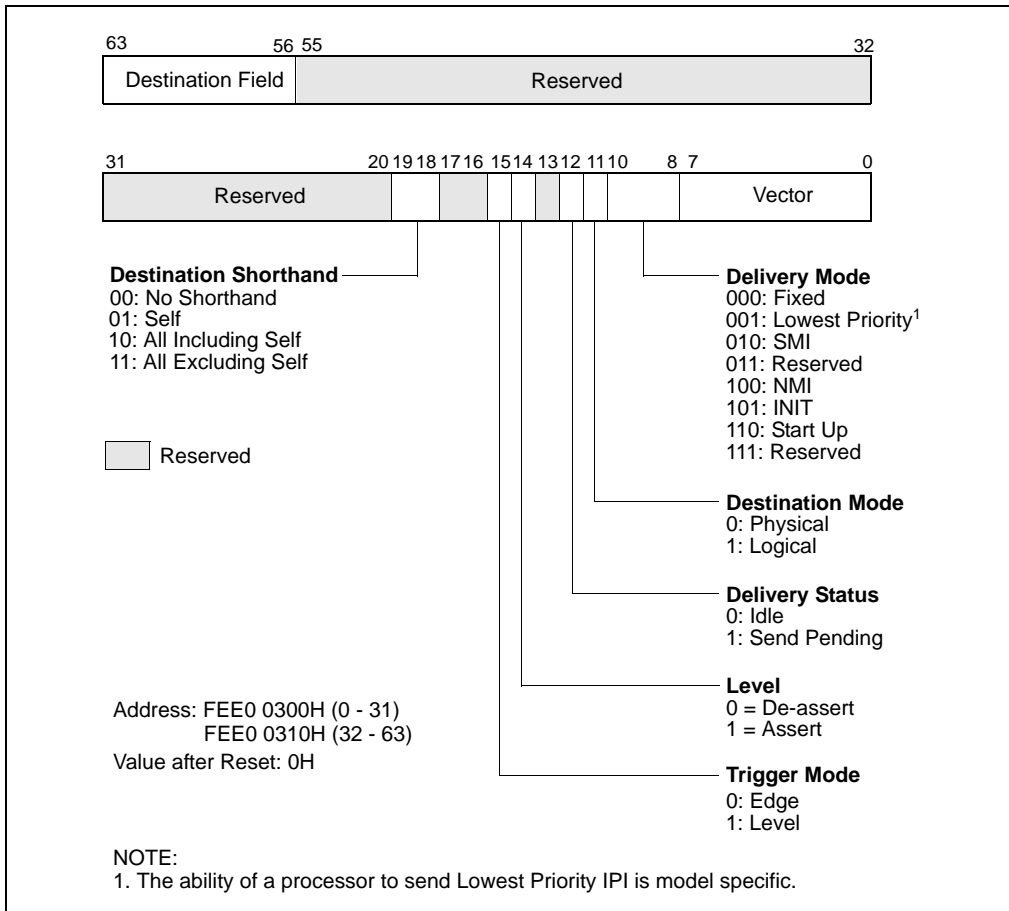 63 56 55 32
Destination Field Reserved
31 20 19 18 17 16 15 14 13 12 11 10 8 7 0
Reserved Vector
Destination Shorthand
00: No Shorthand
01: Self
10: All Including Self
11: All Excluding Self
Reserved
Delivery Mode
000: Fixed
001: Lowest Priority1
010: SMI
011: Reserved
100: NMI
101: INIT
110: Start Up
111: Reserved
Destination Mode
0: Physical
1: Logical
Delivery Status
0: Idle
1: Send Pending
Level
0 = De-assert
1 = Assert
Trigger Mode
0: Edge
1: Level
Address: FEE0 0300H (0 - 31)
FEE0 0310H (32 - 63)
Value after Reset: 0H
NOTE:
1. The ability of a processor to send Lowest Priority IPI is model specific.